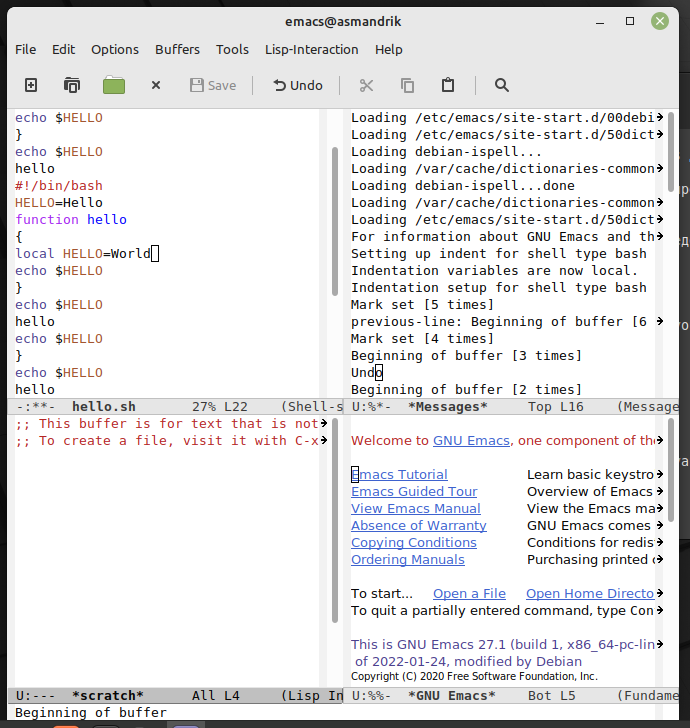 emacs@asmandrik
File Edit Options Buffers Tools Lisp-Interaction Help
Save Undo
echo $HELLO
}
echo $HELLO
hello
#!/bin/bash
HELLO=Hello
function hello
{
local HELLO=World
echo $HELLO
}
echo $HELLO
hello
echo $HELLO
}
echo $HELLO
hello
-:**- hello.sh 27% L22 (Shell-s
Loading /etc/emacs/site-start.d/00debi
Loading /etc/emacs/site-start.d/50dict
Loading debian-ispell...
Loading /var/cache/dictionaries-common
Loading debian-ispell...done
Loading /var/cache/dictionaries-common
Loading /etc/emacs/site-start.d/50dict
For information about GNU Emacs and th
Setting up indent for shell type bash
Indentation variables are now local.
Indentation setup for shell type bash
Mark set [5 times]
previous-line: Beginning of buffer [6
Mark set [4 times]
Beginning of buffer [3 times]
Undo
Beginning of buffer [2 times]
U:%*- *Messages* Top L16 (Message
;; This buffer is for text that is not
;; To create a file, visit it with C-x
U:--- *scratch* All L4 (Lisp In
Welcome to GNU Emacs, one component of the
Emacs Tutorial Learn basic keystro
Emacs Guided Tour Overview of Emacs
View Emacs Manual View the Emacs ma
Absence of Warranty GNU Emacs comes
Copying Conditions Conditions for redis
Ordering Manuals Purchasing printed c
To start... Open a File Open Home Directo
To quit a partially entered command, type Con
This is GNU Emacs 27.1 (build 1, x86_64-pc-lin
of 2022-01-24, modified by Debian
Copyright (C) 2020 Free Software Foundation, Inc.
U:%%- *GNU Emacs* Bot L5 (Fundame
Beginning of buffer